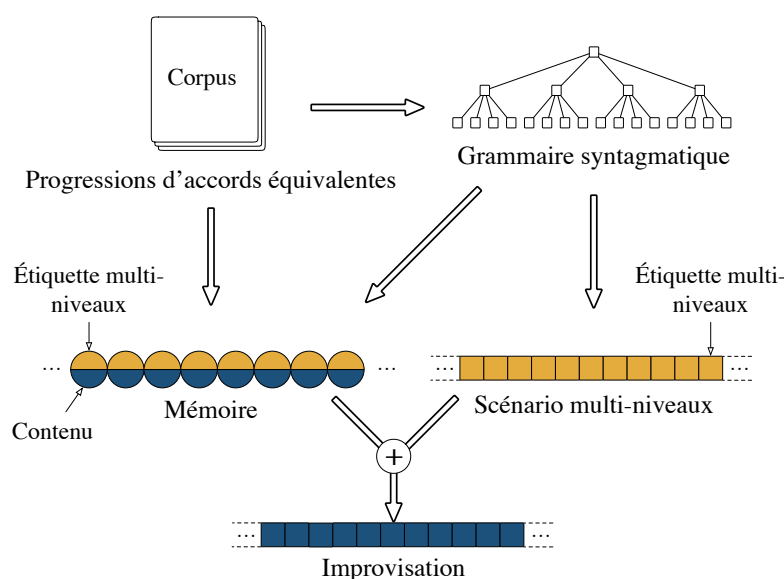 Corpus
Grammaire syntagmatique
Progressions d'accords équivalentes
Étiquette multi-
niveaux
Étiquette multi-
niveaux
...
...
...
...
Mémoire
Scénario multi-niveaux
Contenu
+
...
...
Improvisation